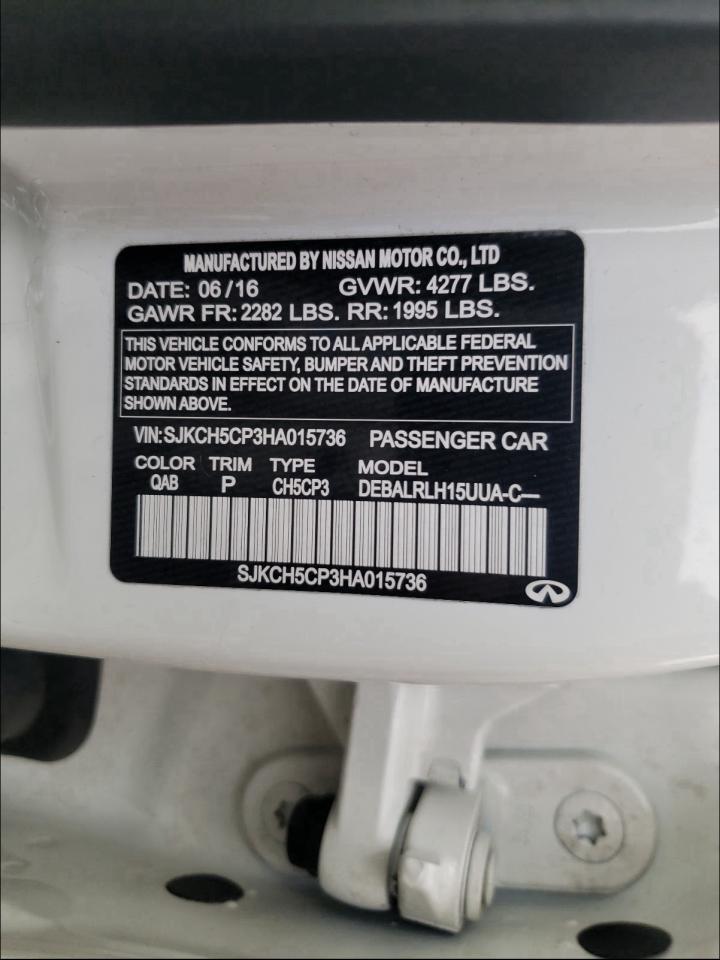 MANUFACTURED BY NISSAN MOTOR CO., LTD
DATE: 06 / 16 GVWR: 4277 LBS.
GAWR FR: 2282 LBS. RR: 1995 LBS.
THIS VEHICLE CONFORMS TO ALL APPLICABLE FEDERAL
MOTOR VEHICLE SAFETY, BUMPER AND THEFT PREVENTION
STANDARDS IN EFFECT ON THE DATE OF MANUFACTURE
SHOWN ABOVE.
VIN: SJKCH5CP3HA015736 PASSENGER CAR
COLOR TRIM TYPE MODEL
QAB P CH5CP3 DEBALRLH15UUA-C—
SJKCH5CP3HA015736